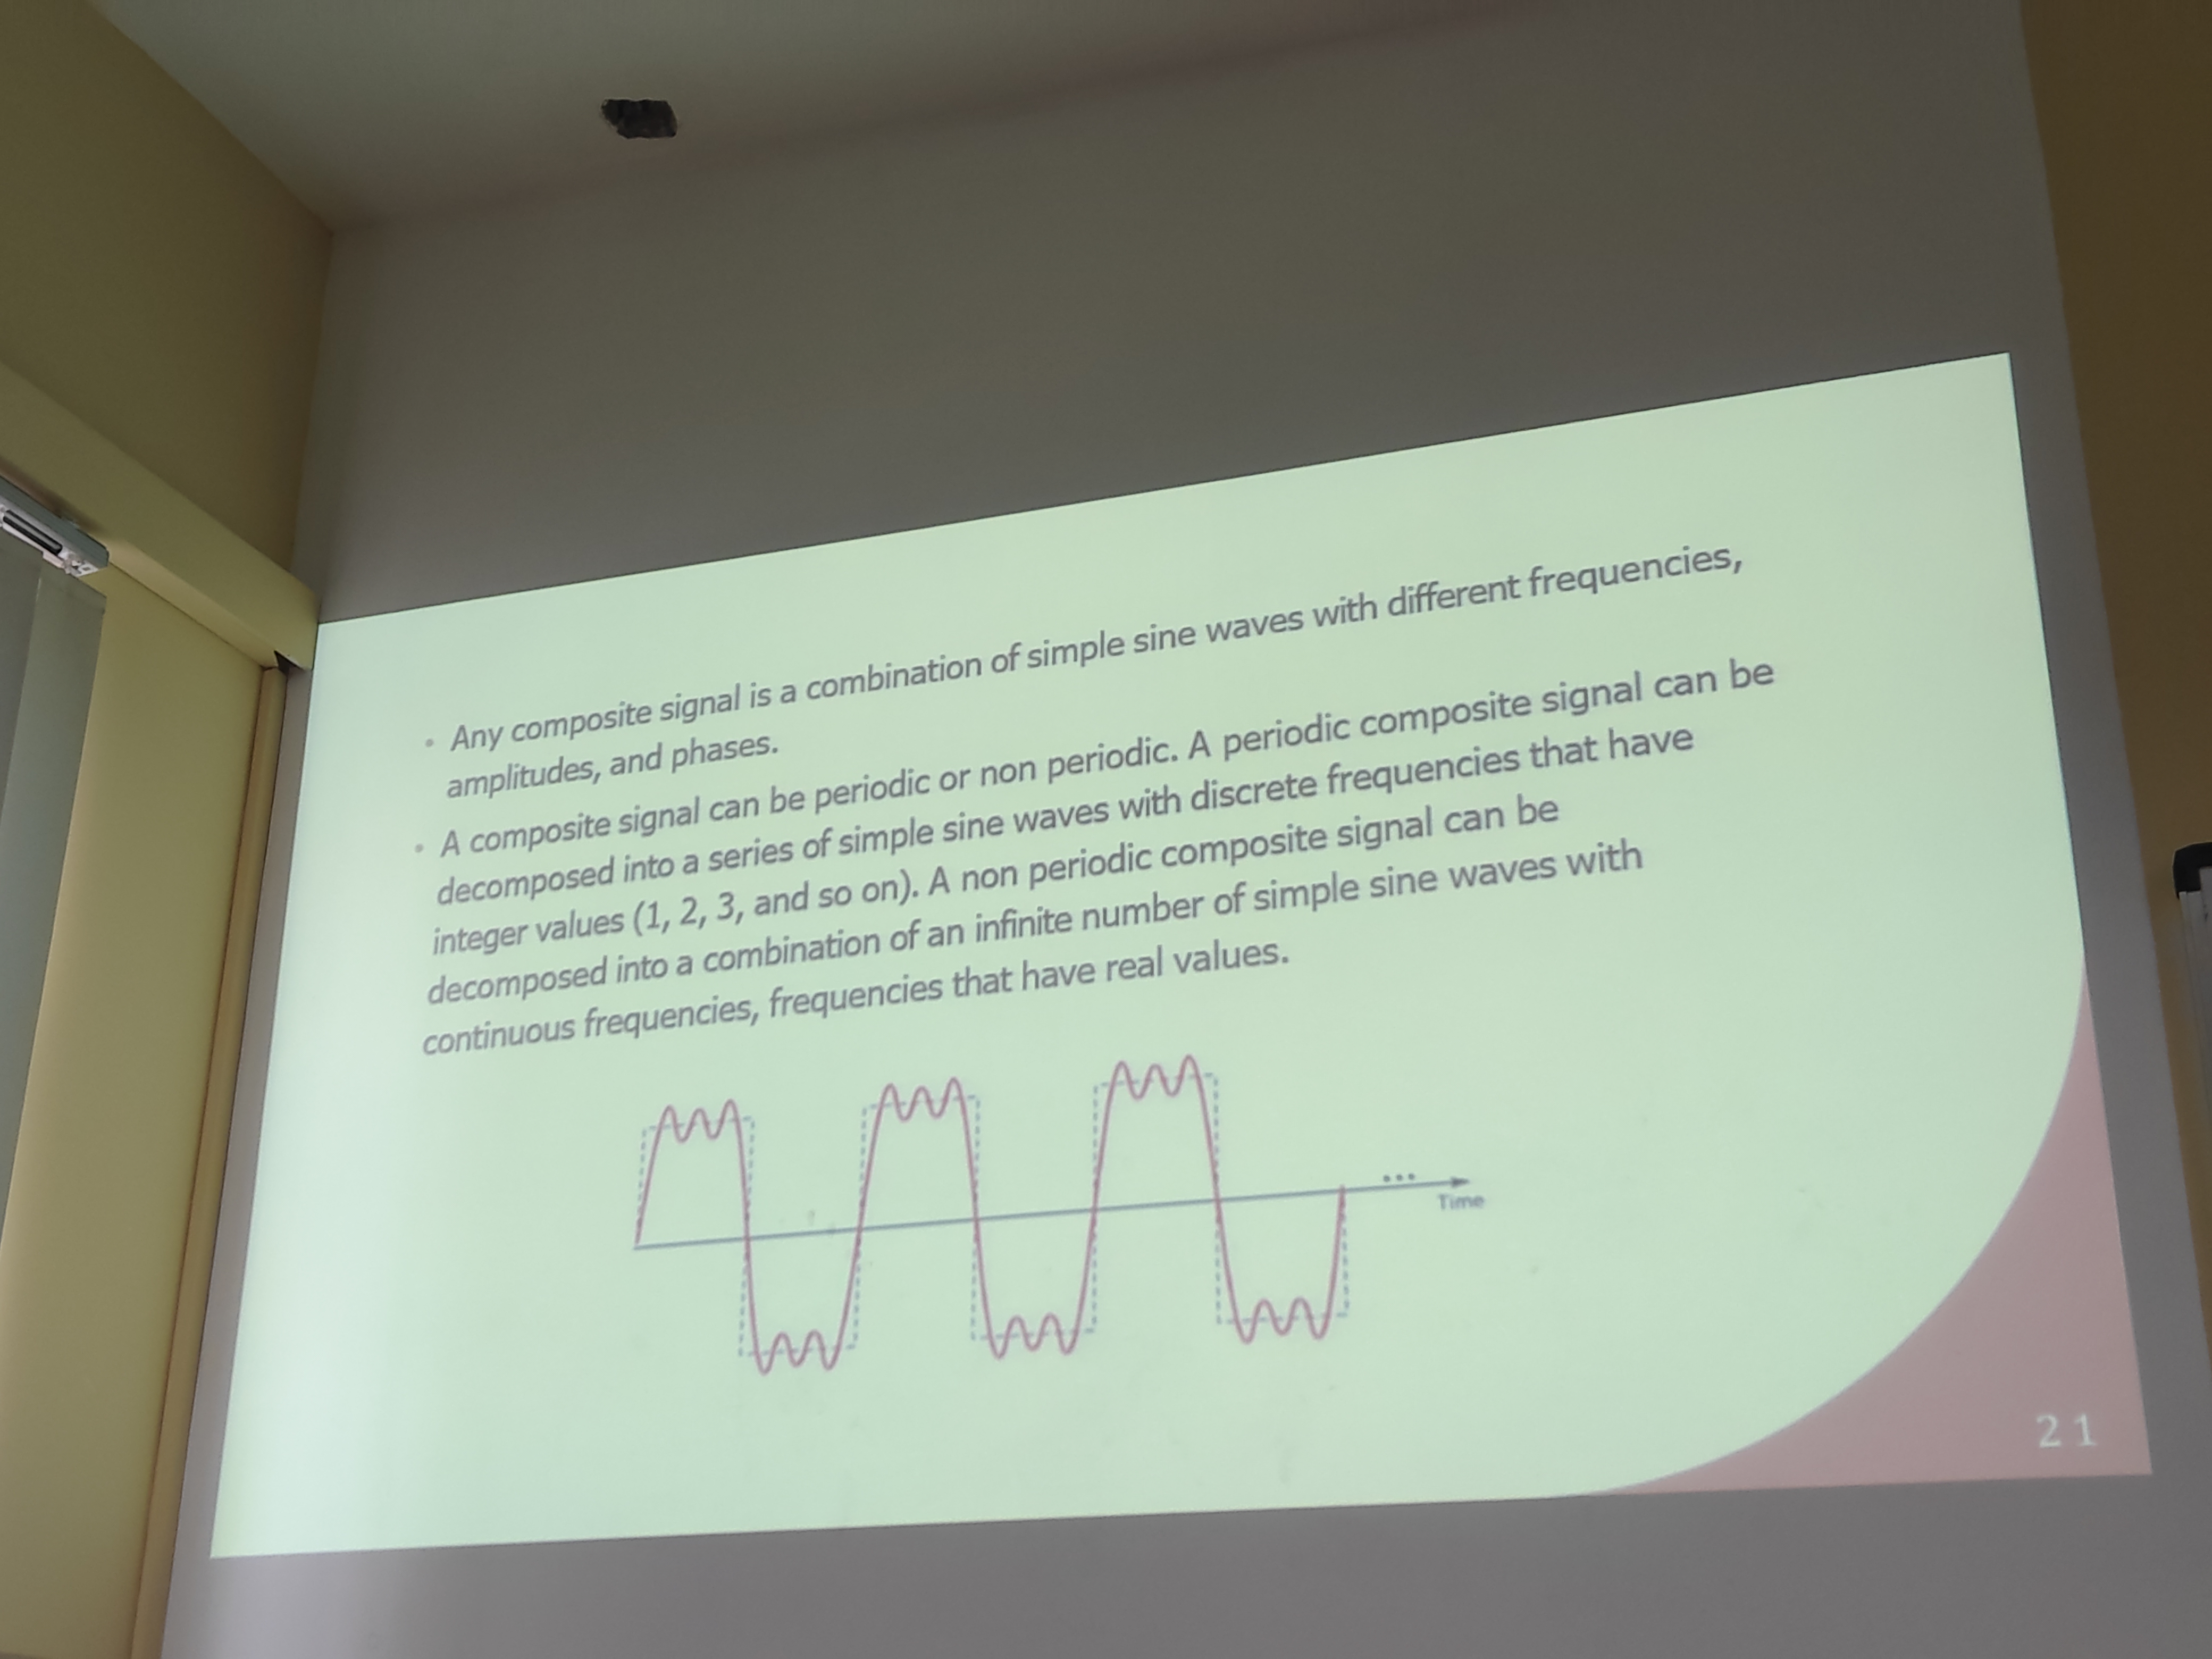 • Any composite signal is a combination of simple sine waves with different frequencies,
amplitudes, and phases.
• A composite signal can be periodic or non periodic. A periodic composite signal can be
decomposed into a series of simple sine waves with discrete frequencies that have
integer values (1, 2, 3, and so on). A non periodic composite signal can be
decomposed into a combination of an infinite number of simple sine waves with
continuous frequencies, frequencies that have real values.
...
Time
21